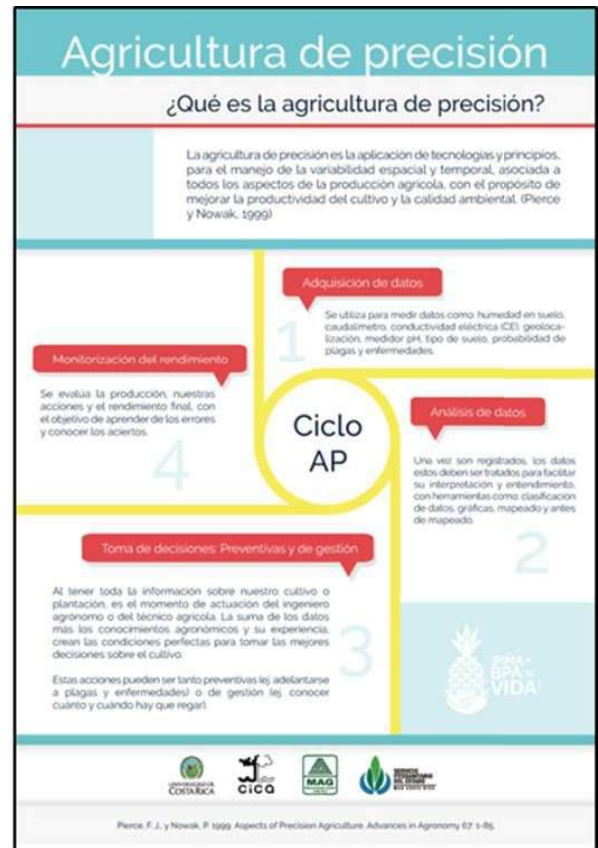 Agricultura de precisión
¿Qué es la agricultura de precisión?
La agricultura de precisión es la aplicación de tecnologías y principios,
para el manejo de la variabilidad espacial y temporal, asociada a
todos los aspectos de la producción agrícola, con el propósito de
mejorar la productividad del cultivo y la calidad ambiental. (Pierce
y Nowak, 1999)
Adquisición de datos
1
Se utiliza para medir datos como: humedad en suelo,
caudalímetro, conductividad eléctrica (CE), geoloca-
lización, medidor pH, tipo de suelo, probabilidad de
plagas y enfermedades.
Ciclo
AP
Análisis de datos
Una vez son registrados, los datos
estos deben ser tratados para facilitar
su interpretación y entendimiento,
con herramientas como: clasificación
de datos, gráficas, mapeado y antes
de mapeado.
2
Toma de decisiones: Preventivas y de gestión
Al tener toda la información sobre nuestro cultivo o
plantación, es el momento de actuación del ingeniero
agrónomo o del técnico agrícola. La suma de los datos
más los conocimientos agronómicos y su experiencia,
crean las condiciones perfectas para tomar las mejores
decisiones sobre el cultivo.
Estas acciones pueden ser tanto preventivas (ej. adelantarse
a plagas y enfermedades) o de gestión (ej. conocer
cuánto y cuándo hay que regar).
3
Monitorización del rendimiento
Se evalúa la producción, nuestras
acciones y el rendimiento final, con
el objetivo de aprender de los errores
y conocer los aciertos.
4
PIÑA
BPA
VIDA!
UNIVERSIDAD DE
COSTA RICA
cica
MAG
SERVICIO
FITOSANITARIO
DEL ESTADO
Pierce, F. J., y Nowak, P. 1999. Aspects of Precision Agriculture. Advances in Agronomy 67: 1-85.